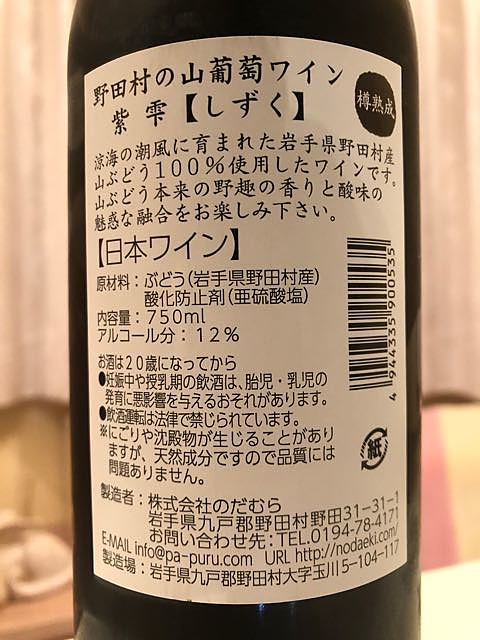 野田村の山葡萄ワイン
紫雫【しずく】
樽熟成
涼海の潮風に育まれた岩手県野田村産
山ぶどう100%使用したワインです。
山ぶどう本来の野趣の香りと酸味の
魅惑な融合をお楽しみ下さい。
【日本ワイン】
原材料：ぶどう(岩手県野田村産)
酸化防止剤(亜硫酸塩)
内容量：750ml
アルコール分：12%
お酒は20歳になってから
●妊娠中や授乳期の飲酒は、胎児・乳児の
発育に悪影響を与えるおそれがあります。
●飲酒運転は法律で禁じられています。
※にごりや沈殿物が生じることがあり
ますが、天然成分ですので品質には
問題ありません。
4 944335 900535
紙
製造者：株式会社のだむら
岩手県九戸郡野田村野田31-31-1
お問い合わせ先：TEL.0194-78-4171
E-MAIL info@pa-puru.com URL http://nodaeki.com
製造場：岩手県九戸郡野田村大字玉川5-104-117